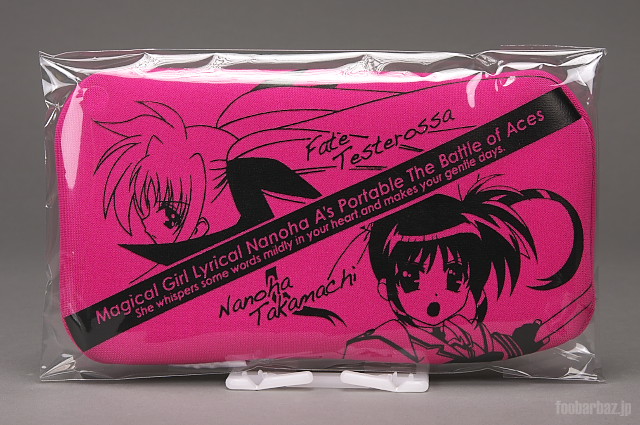 Fate
Testerossa
Magical Girl Lyrical Nanoha A's Portable The Battle of Aces
She whispers some words mildly in your heart and makes your gentle days.
Nanoha
Takamachi
foobarbaz.jp